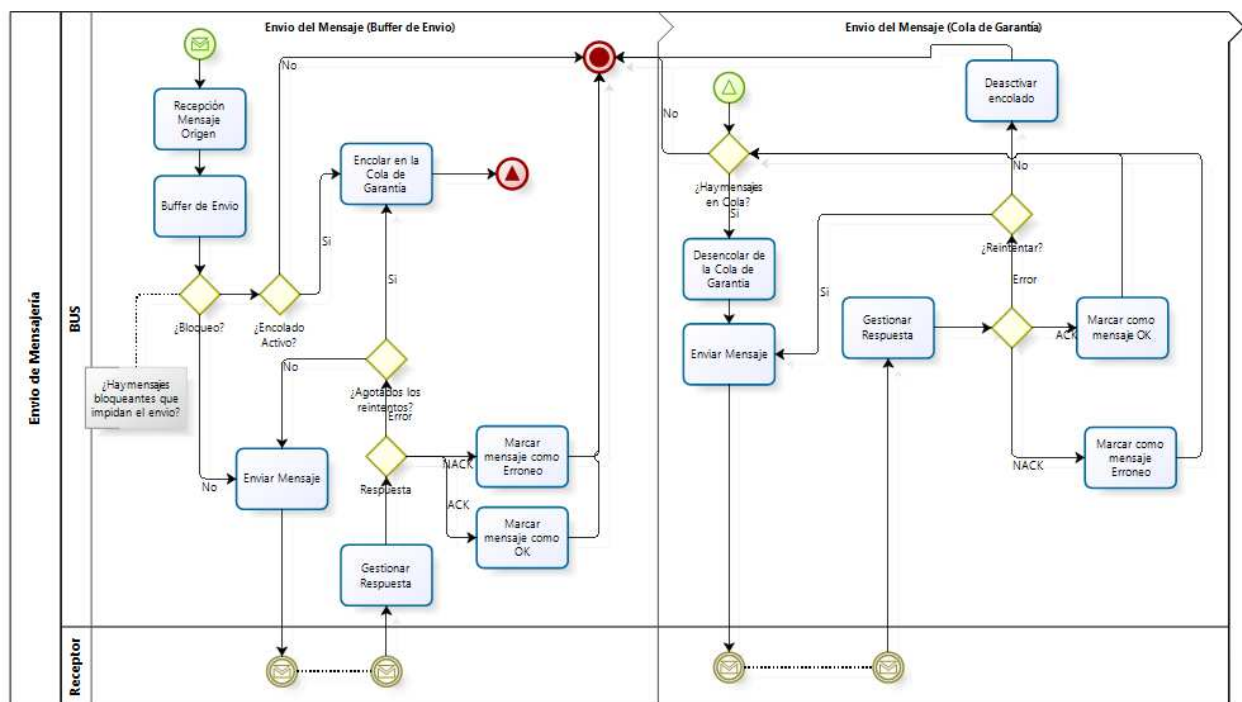 Envio del Mensaje (Buffer de Envio)
Envio del Mensaje (Cola de Garantía)
Envio de Mensajería
BUS
Receptor
Recepción
Mensaje
Origen
Buffer de Envio
¿Bloqueo?
¿Encolado
Activo?
No
Si
No
¿Haymensajes
bloqueantes que
impidan el envio?
Encolar en la
Cola de
Garantía
Si
No
¿Agotados los
reintentos?
Error
Enviar Mensaje
Respuesta
NACK
ACK
Marcar
mensaje como
Erroneo
Marcar
mensaje como
OK
Gestionar
Respuesta
No
¿Haymensajes
en Cola?
Si
Desencolar de
la Cola de
Garantia
Enviar Mensaje
Deasctivar
encolado
No
¿Reintentar?
Si
Error
Gestionar
Respuesta
ACK
Marcar como
mensaje OK
NACK
Marcar como
mensaje
Erroneo